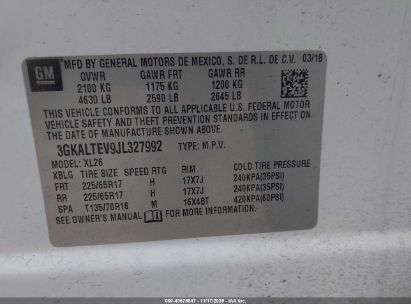 GM
MFD BY GENERAL MOTORS DE MEXICO, S. DE R.L. DE C.V. 03/18
GVWR GAWR FRT GAWR RR
2100 KG 1175 KG 1200 KG
4630 LB 2590 LB 2645 LB
THIS VEHICLE CONFORMS TO ALL APPLICABLE U.S. FEDERAL MOTOR
VEHICLE SAFETY AND THEFT PREVENTION STANDARDS IN EFFECT ON THE
DATE OF MANUFACTURE SHOWN ABOVE.
3GKALTEV9JL327992 TYPE: M.P.V.
MODEL: XL26
XBLG TIRE SIZE SPEED RTG RIM COLD TIRE PRESSURE
FRT 225/65R17 H 17X7J 240KPA(35PSI)
RR 225/65R17 H 17X7J 240KPA(35PSI)
SPA T135/70R16 M 16X4BT 420KPA(60PSI)
SEE OWNER'S MANUAL FOR MORE INFORMATION.